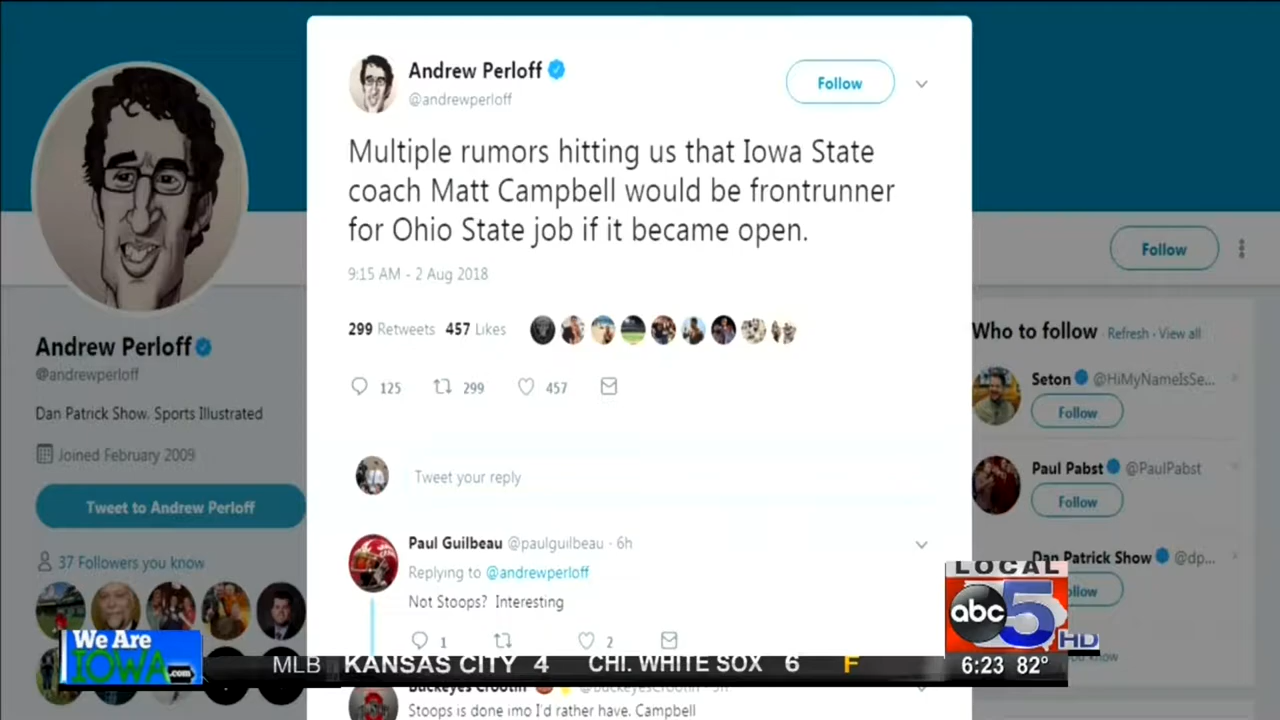 Andrew Perloff
@andrewperloff
Follow
Multiple rumors hitting us that Iowa State
coach Matt Campbell would be frontrunner
for Ohio State job if it became open.
9:15 AM - 2 Aug 2018
299 Retweets 457 Likes
125 299 457
Tweet your reply
Paul Guilbeau @paulguilbeau · 6h
Replying to @andrewperloff
Not Stoops? Interesting
1 2
Stoops is done imo I'd rather have. Campbell
Andrew Perloff
@andrewperloff
Dan Patrick Show. Sports Illustrated
Joined February 2009
Tweet to Andrew Perloff
37 Followers you know
Follow
Who to follow Refresh · View all
Seton @HiMyNameIsSe...
Follow
Paul Pabst @PaulPabst
Follow
Dan Patrick Show @dp...
LOCAL
abc 5
HD
We Are
IOWA.com
MLB KANSAS CITY 4 CHI. WHITE SOX 6 F
6:23 82°